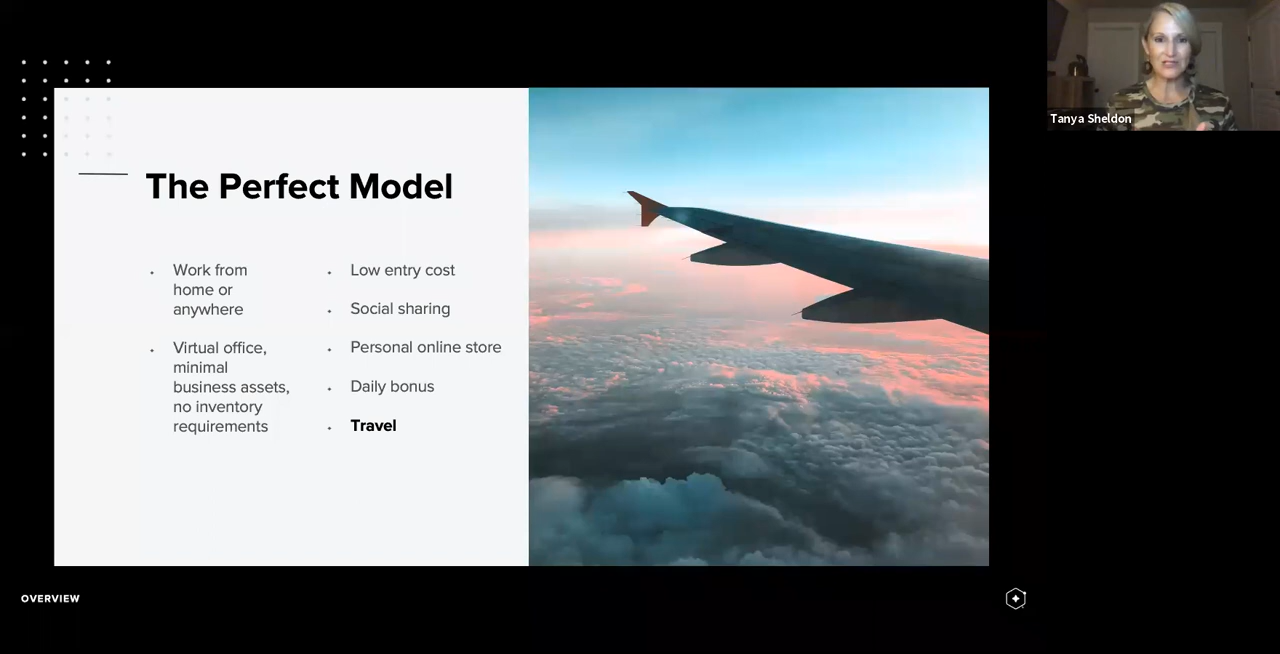 Tanya Sheldon
The Perfect Model
Work from
home or
anywhere
Virtual office,
minimal
business assets,
no inventory
requirements
Low entry cost
Social sharing
Personal online store
Daily bonus
Travel
OVERVIEW